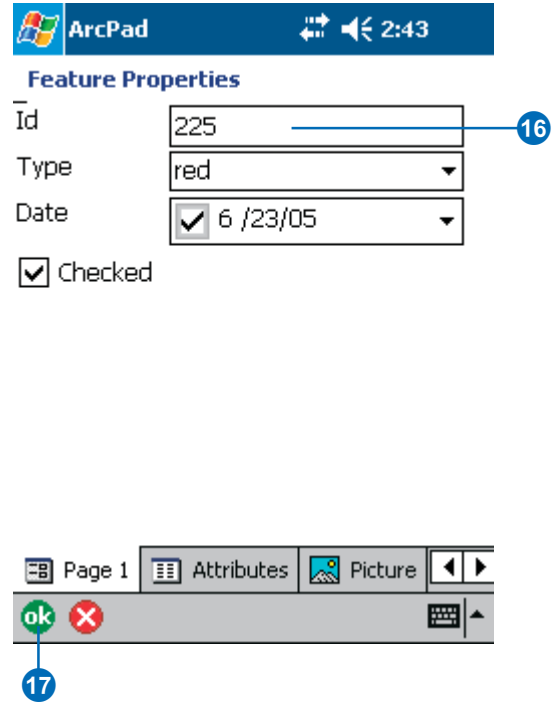 ArcPad 2:43
Feature Properties
Id 225 16
Type red
Date 6 /23/05
Checked
Page 1 Attributes Picture
ok
17